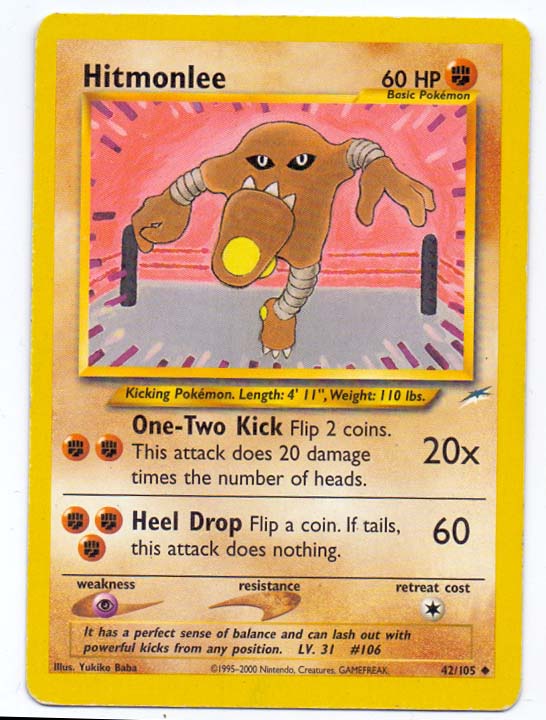 Hitmonlee 60 HP
Basic Pokémon
Kicking Pokémon. Length: 4' 11", Weight: 110 lbs.
One-Two Kick Flip 2 coins.
This attack does 20 damage 20x
times the number of heads.
Heel Drop Flip a coin. If tails, 60
this attack does nothing.
weakness resistance retreat cost
It has a perfect sense of balance and can lash out with
powerful kicks from any position. LV. 31 #106
Illus. Yukiko Baba ©1995-2000 Nintendo, Creatures, GAMEFREAK. 42/105